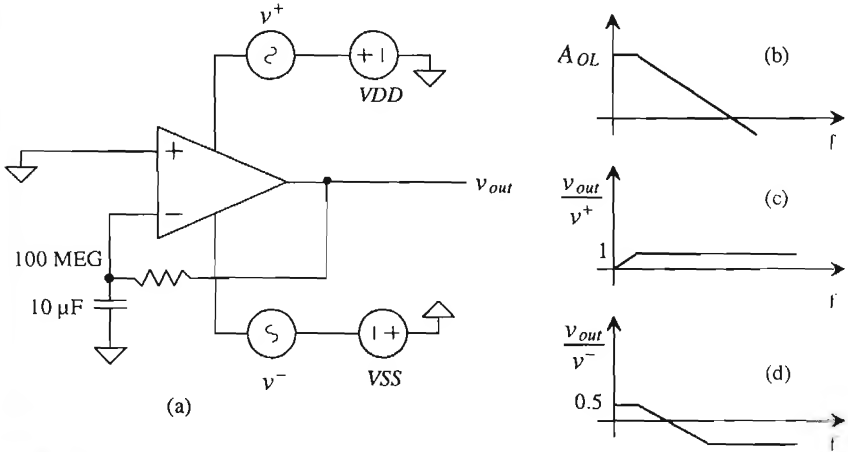 v+
+ -
VDD
+
-
vout
100 MEG
10 µF
v-
- +
VSS
(a)
AOL
(b)
f
vout
v+
(c)
1
f
vout
v-
(d)
0.5
f